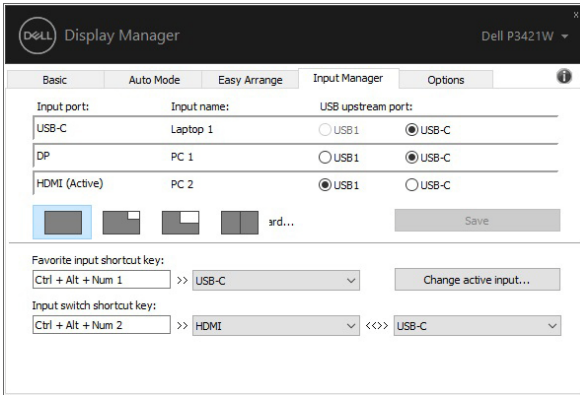 DELL Display Manager Dell P3421W
Basic Auto Mode Easy Arrange Input Manager Options
Input port: Input name: USB upstream port:
USB-C Laptop 1 USB1 USB-C
DP PC 1 USB1 USB-C
HDMI (Active) PC 2 USB1 USB-C
ard... Save
Favorite input shortcut key:
Ctrl + Alt + Num 1 >> USB-C Change active input...
Input switch shortcut key:
Ctrl + Alt + Num 2 >> HDMI <<>> USB-C